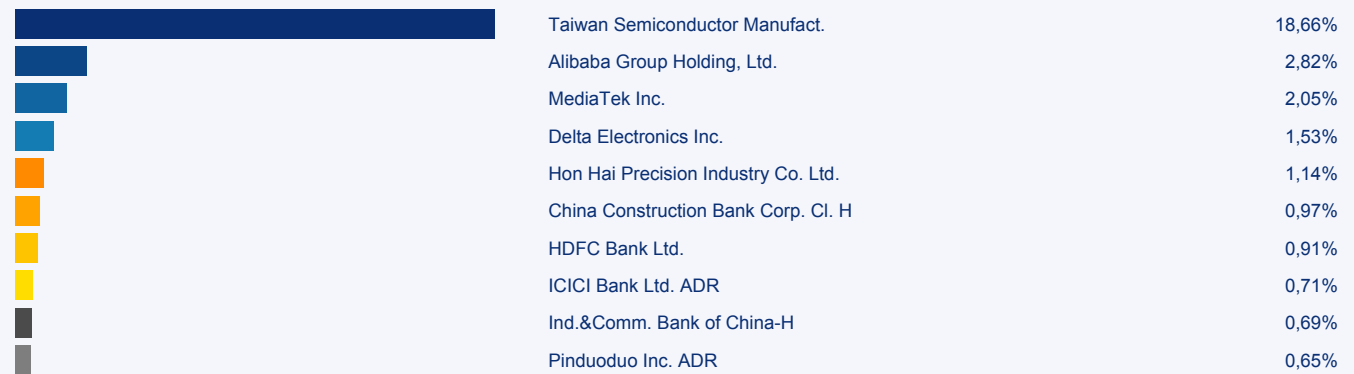 Taiwan Semiconductor Manufact. 18,66%
Alibaba Group Holding, Ltd. 2,82%
MediaTek Inc. 2,05%
Delta Electronics Inc. 1,53%
Hon Hai Precision Industry Co. Ltd. 1,14%
China Construction Bank Corp. Cl. H 0,97%
HDFC Bank Ltd. 0,91%
ICICI Bank Ltd. ADR 0,71%
Ind.&Comm. Bank of China-H 0,69%
Pinduoduo Inc. ADR 0,65%